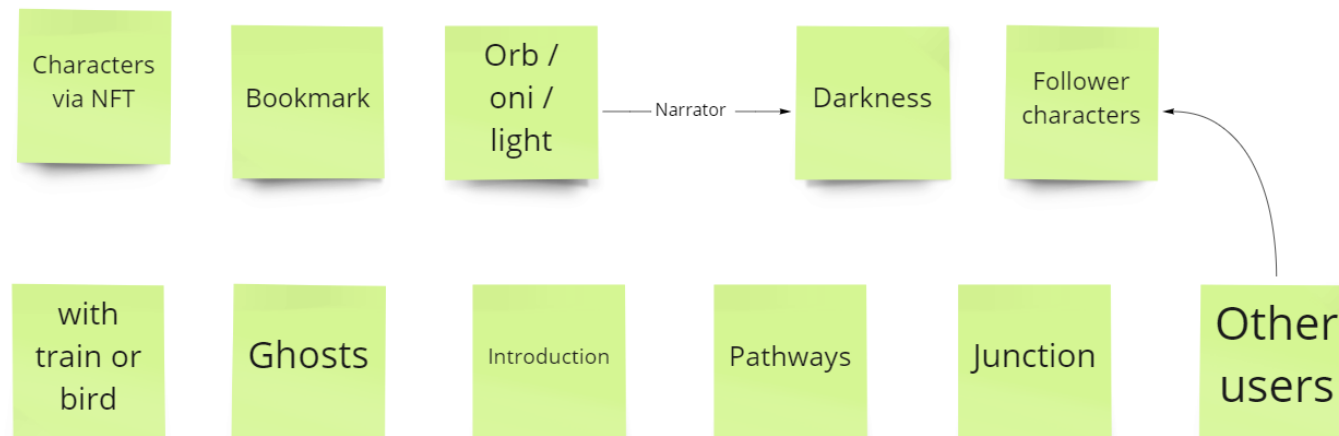 Characters
via NFT
Bookmark
Orb /
oni /
light
Narrator
Darkness
Follower
characters
with
train or
bird
Ghosts
Introduction
Pathways
Junction
Other
users